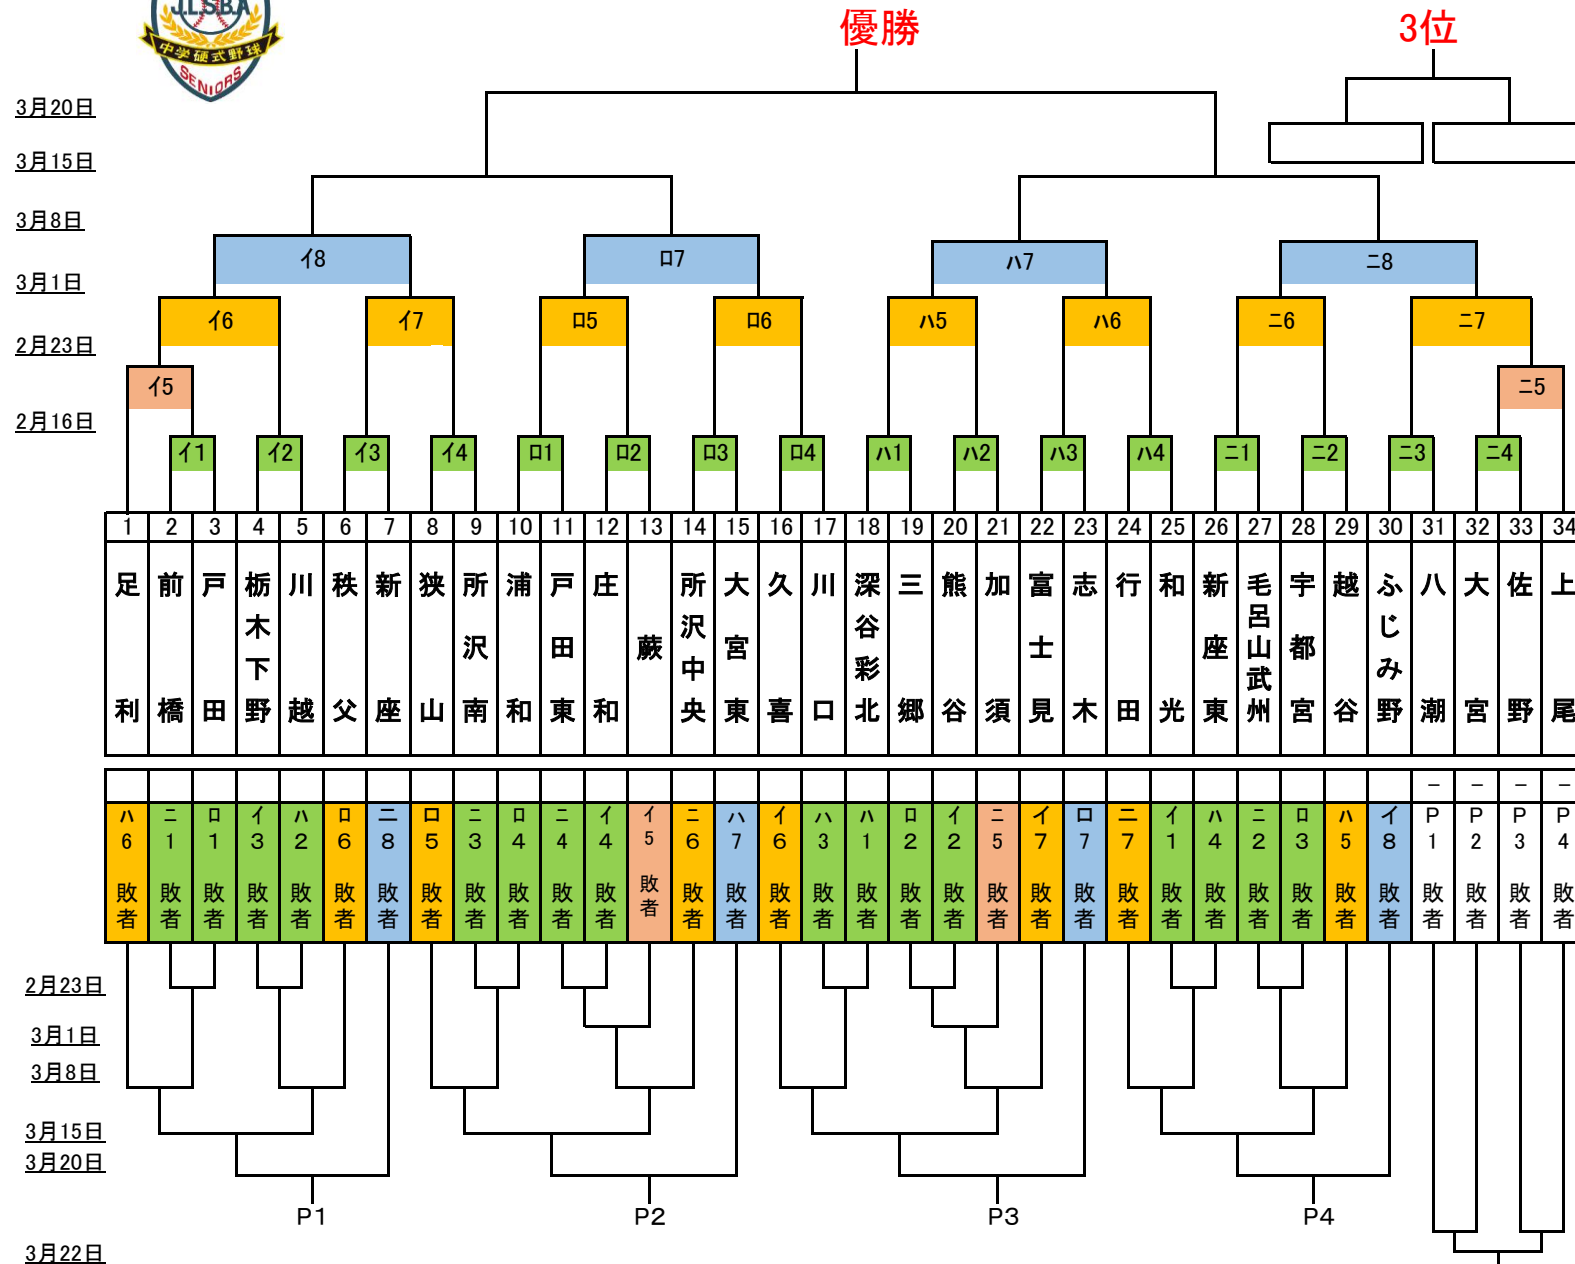 J.L.S.B.A
中学硬式野球
SENIORS
優勝
3位
3月20日
3月15日
3月8日
3月1日
2月23日
2月16日
イ8 ロ7 ハ7 ニ8
イ6 イ7 ロ5 ロ6 ハ5 ハ6 ニ6 ニ7
イ5 ニ5
イ1 イ2 イ3 イ4 ロ1 ロ2 ロ3 ロ4 ハ1 ハ2 ハ3 ハ4 ニ1 ニ2 ニ3 ニ4
1 2 3 4 5 6 7 8 9 10 11 12 13 14 15 16 17 18 19 20 21 22 23 24 25 26 27 28 29 30 31 32 33 34
足利
前橋
戸田
栃木下野
川越
秩父
新座
狭山
所沢南
浦和
戸田東
庄和
蕨
所沢中央
大宮東
久喜
川口
深谷彩北
三郷
熊谷
加須
富士見
志木
行田
和光
新座東
毛呂山武州
宇都宮
越谷
ふじみ野
八潮
大宮
佐野
上尾
－ － － －
ハ6敗者
ニ1敗者
ロ1敗者
イ3敗者
ハ2敗者
ロ6敗者
ニ8敗者
ロ5敗者
ニ3敗者
ロ4敗者
ニ4敗者
イ4敗者
イ5敗者
ニ6敗者
ハ7敗者
イ6敗者
ハ3敗者
ハ1敗者
ロ2敗者
イ2敗者
ニ5敗者
イ7敗者
ロ7敗者
ニ7敗者
イ1敗者
ハ4敗者
ニ2敗者
ロ3敗者
ハ5敗者
イ8敗者
P1敗者
P2敗者
P3敗者
P4敗者
2月23日
3月1日
3月8日
3月15日
3月20日
P1 P2 P3 P4
3月22日